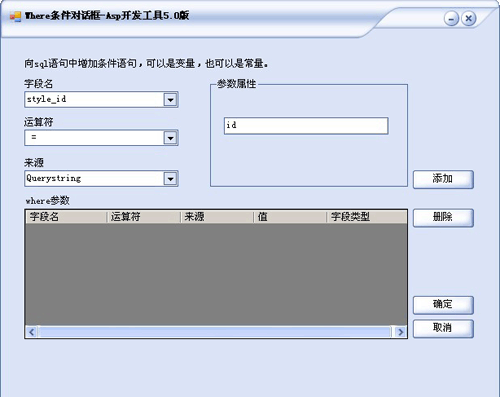 Where条件对话框-Asp开发工具5.0版
向sql语句中增加条件语句，可以是变量，也可以是常量。
字段名
style_id
参数属性
id
运算符
=
来源
Querystring
添加
where参数
字段名 运算符 来源 值 字段类型
删除
确定
取消